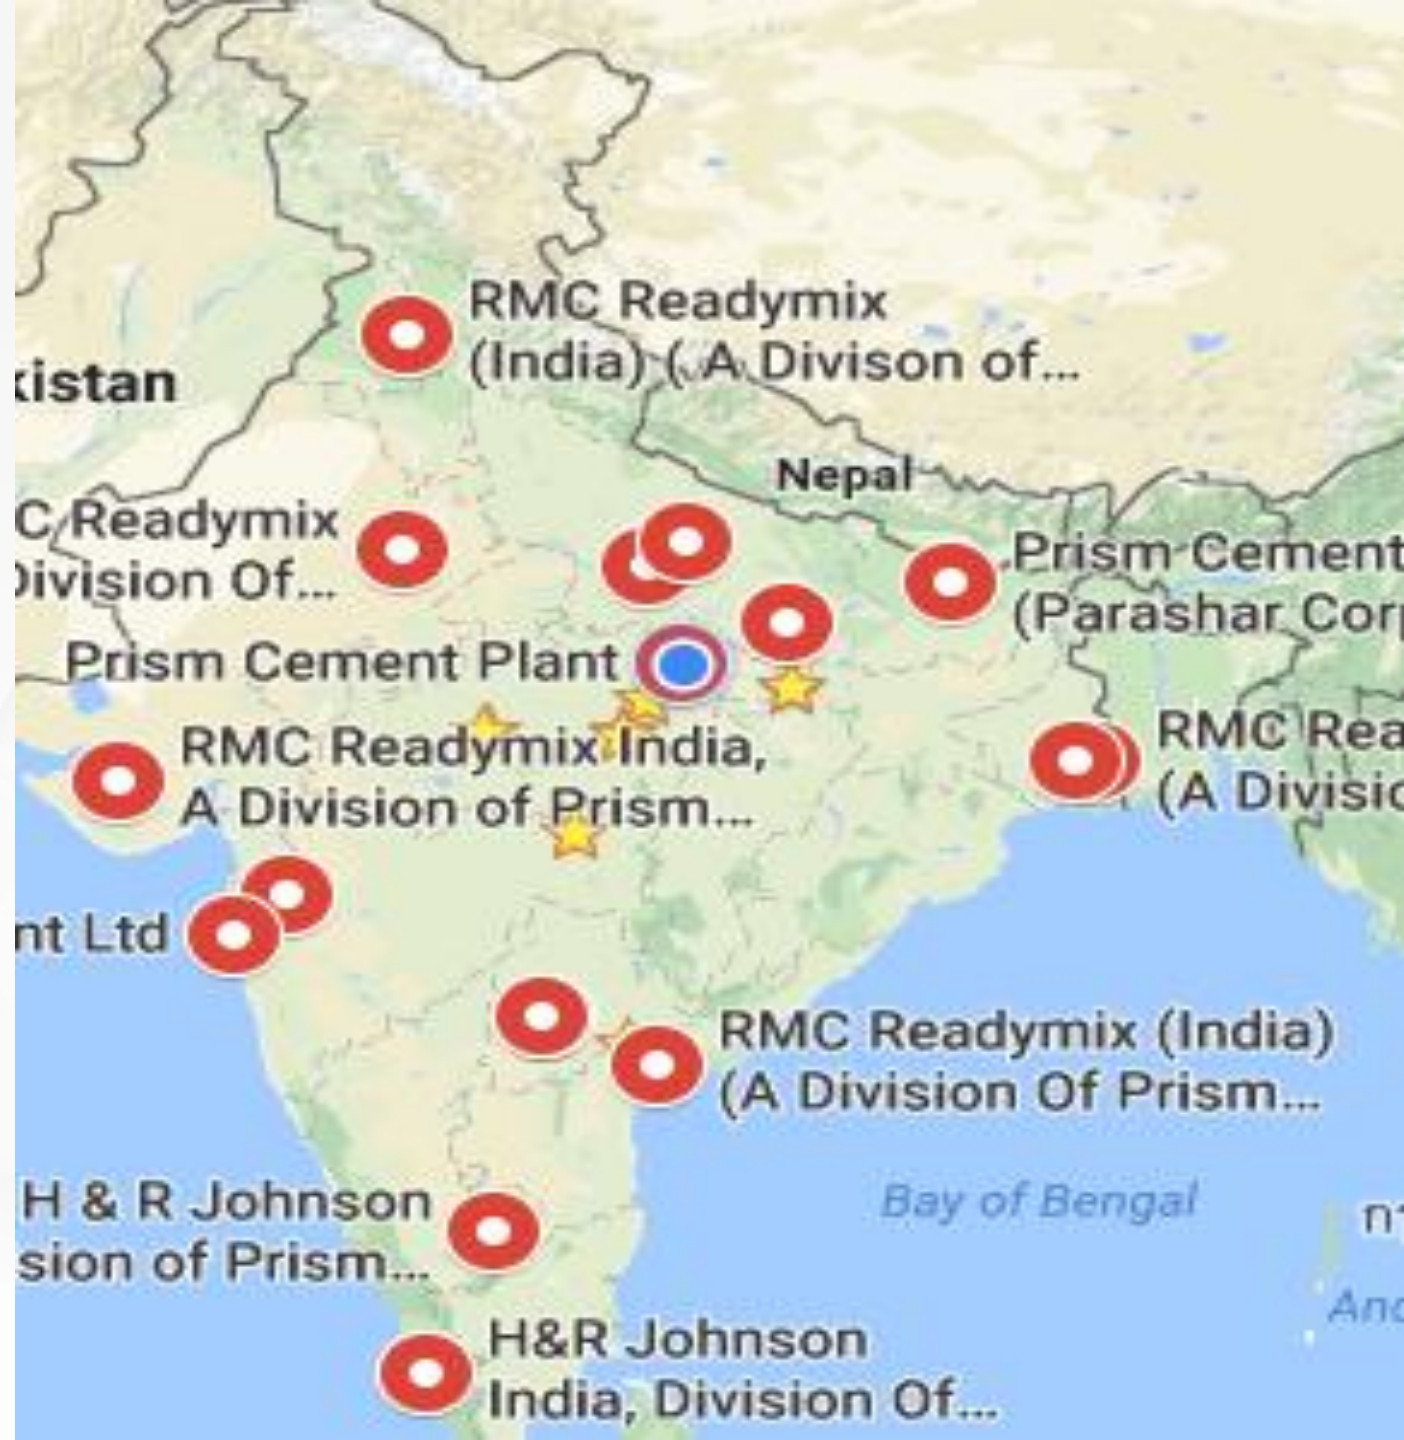 RMC Readymix
(India) ( A Divison of...
kistan
Nepal
C Readymix
Division Of...
Prism Cement
(Parashar Corp
Prism Cement Plant
RMC Readymix India,
A Division of Prism...
RMC Rea
(A Divisio
nt Ltd
RMC Readymix (India)
(A Division Of Prism...
Bay of Bengal
H & R Johnson
sion of Prism...
And
H&R Johnson
India, Division Of...